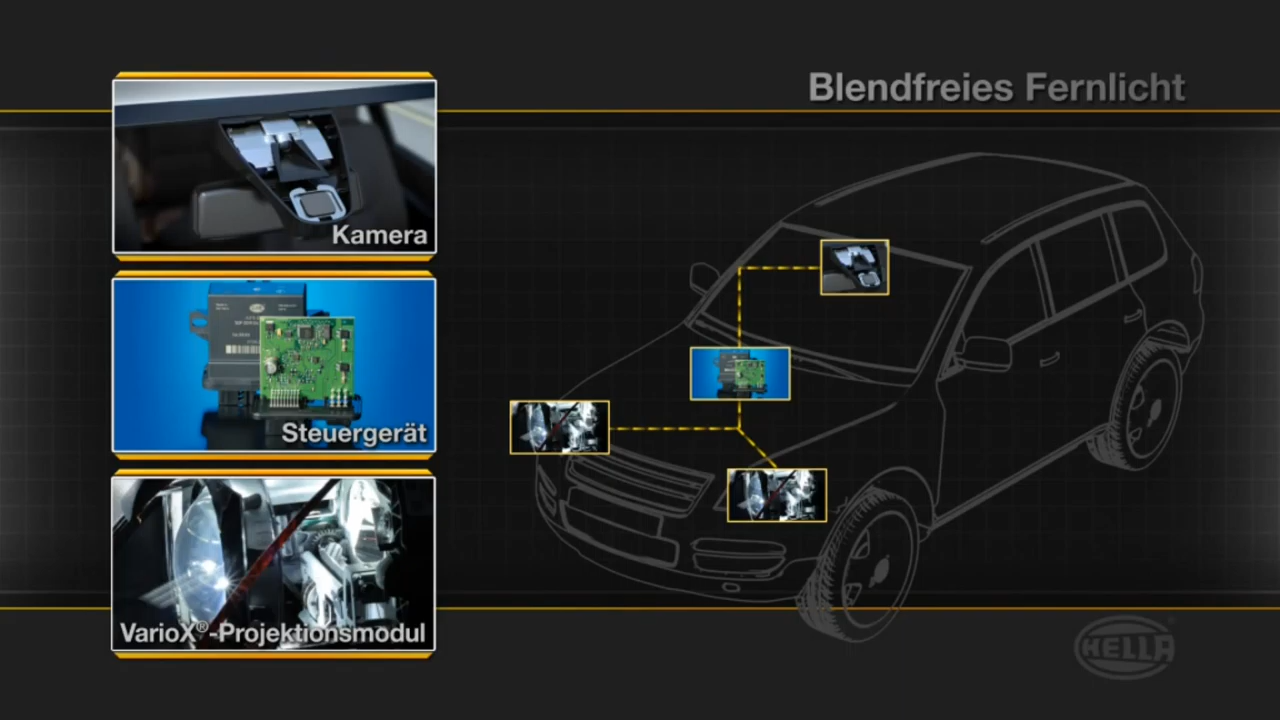 Blendfreies Fernlicht
Kamera
Steuergerät
VarioX®-Projektionsmodul
HELLA